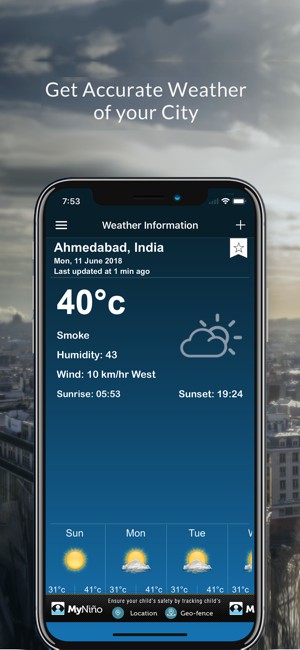 Get Accurate Weather
of your City
7:53
Weather Information
Ahmedabad, India
Mon, 11 June 2018
Last updated at 1 min ago
40°c
Smoke
Humidity: 43
Wind: 10 km/hr West
Sunrise: 05:53 Sunset: 19:24
Sun Mon Tue
31°c 41°c 31°c 41°c 31°c 41°c 31°c
Ensure your child's safety by tracking child's
MyNiño Location Geo-fence